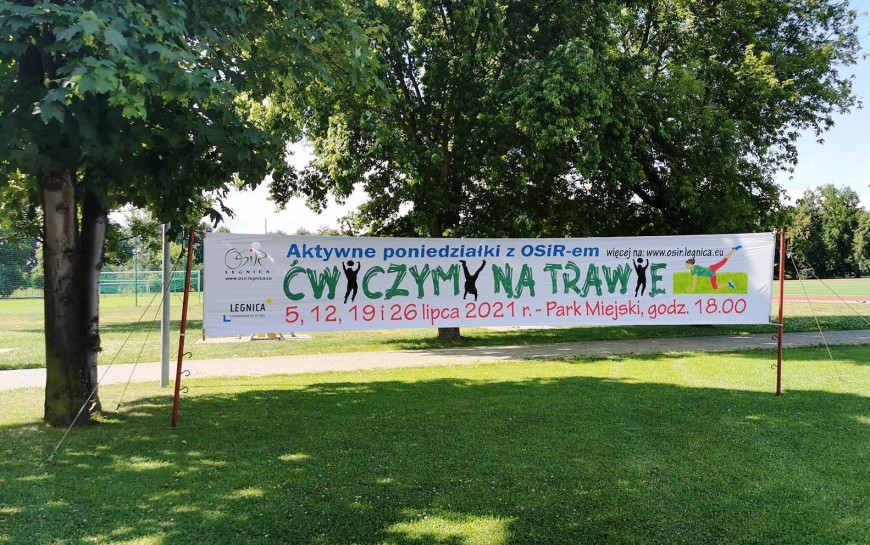 OSiR
LEGNICA
www.osir.legnica.eu
LEGNICA
Aktywne poniedziałki z OSiR-em
więcej na: www.osir.legnica.eu
ĆWICZYMY NA TRAWIE
5, 12, 19 i 26 lipca 2021 r. - Park Miejski, godz. 18.00